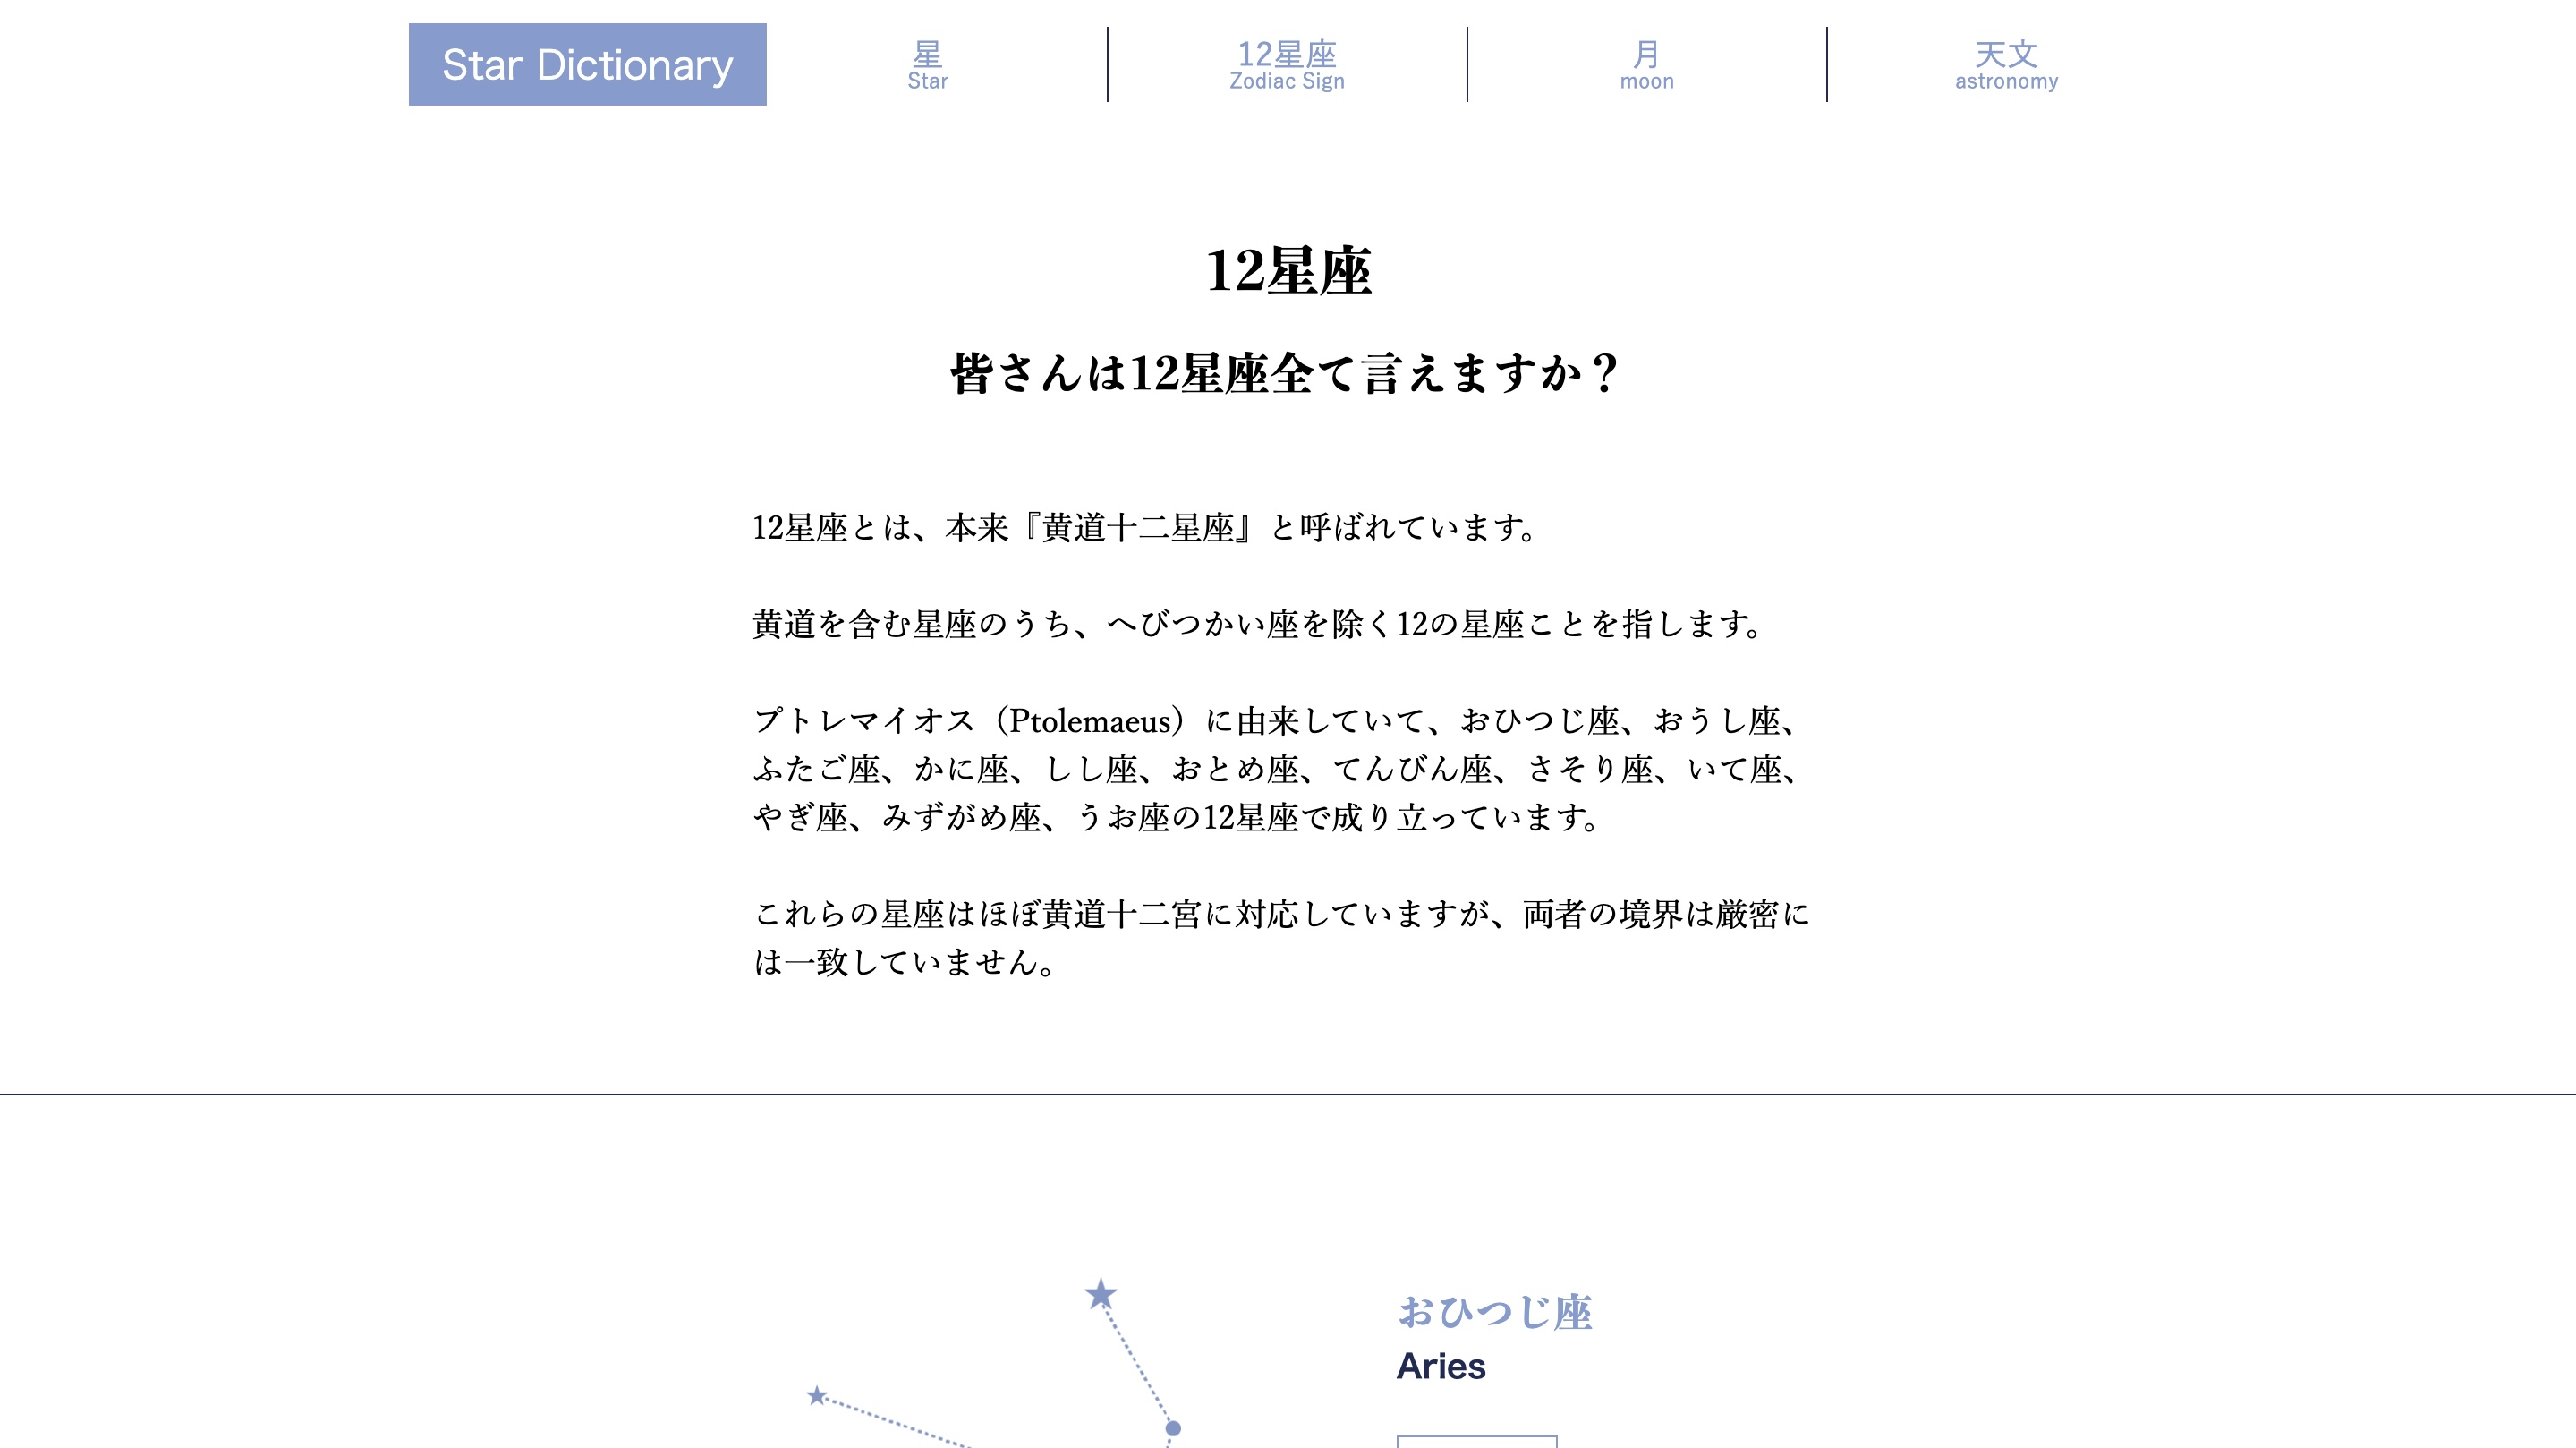 Star Dictionary
星
Star
12星座
Zodiac Sign
月
moon
天文
astronomy
12星座
皆さんは12星座全て言えますか？
12星座とは、本来『黄道十二星座』と呼ばれています。
黄道を含む星座のうち、へびつかい座を除く12の星座ことを指します。
プトレマイオス（Ptolemaeus）に由来していて、おひつじ座、おうし座、
ふたご座、かに座、しし座、おとめ座、てんびん座、さそり座、いて座、
やぎ座、みずがめ座、うお座の12星座で成り立っています。
これらの星座はほぼ黄道十二宮に対応していますが、両者の境界は厳密に
は一致していません。
おひつじ座
Aries